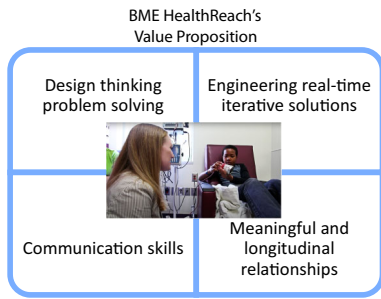 BME HealthReach's
Value Proposition
Design thinking
problem solving
Engineering real-time
iterative solutions
Communication skills
Meaningful and
longitudinal
relationships